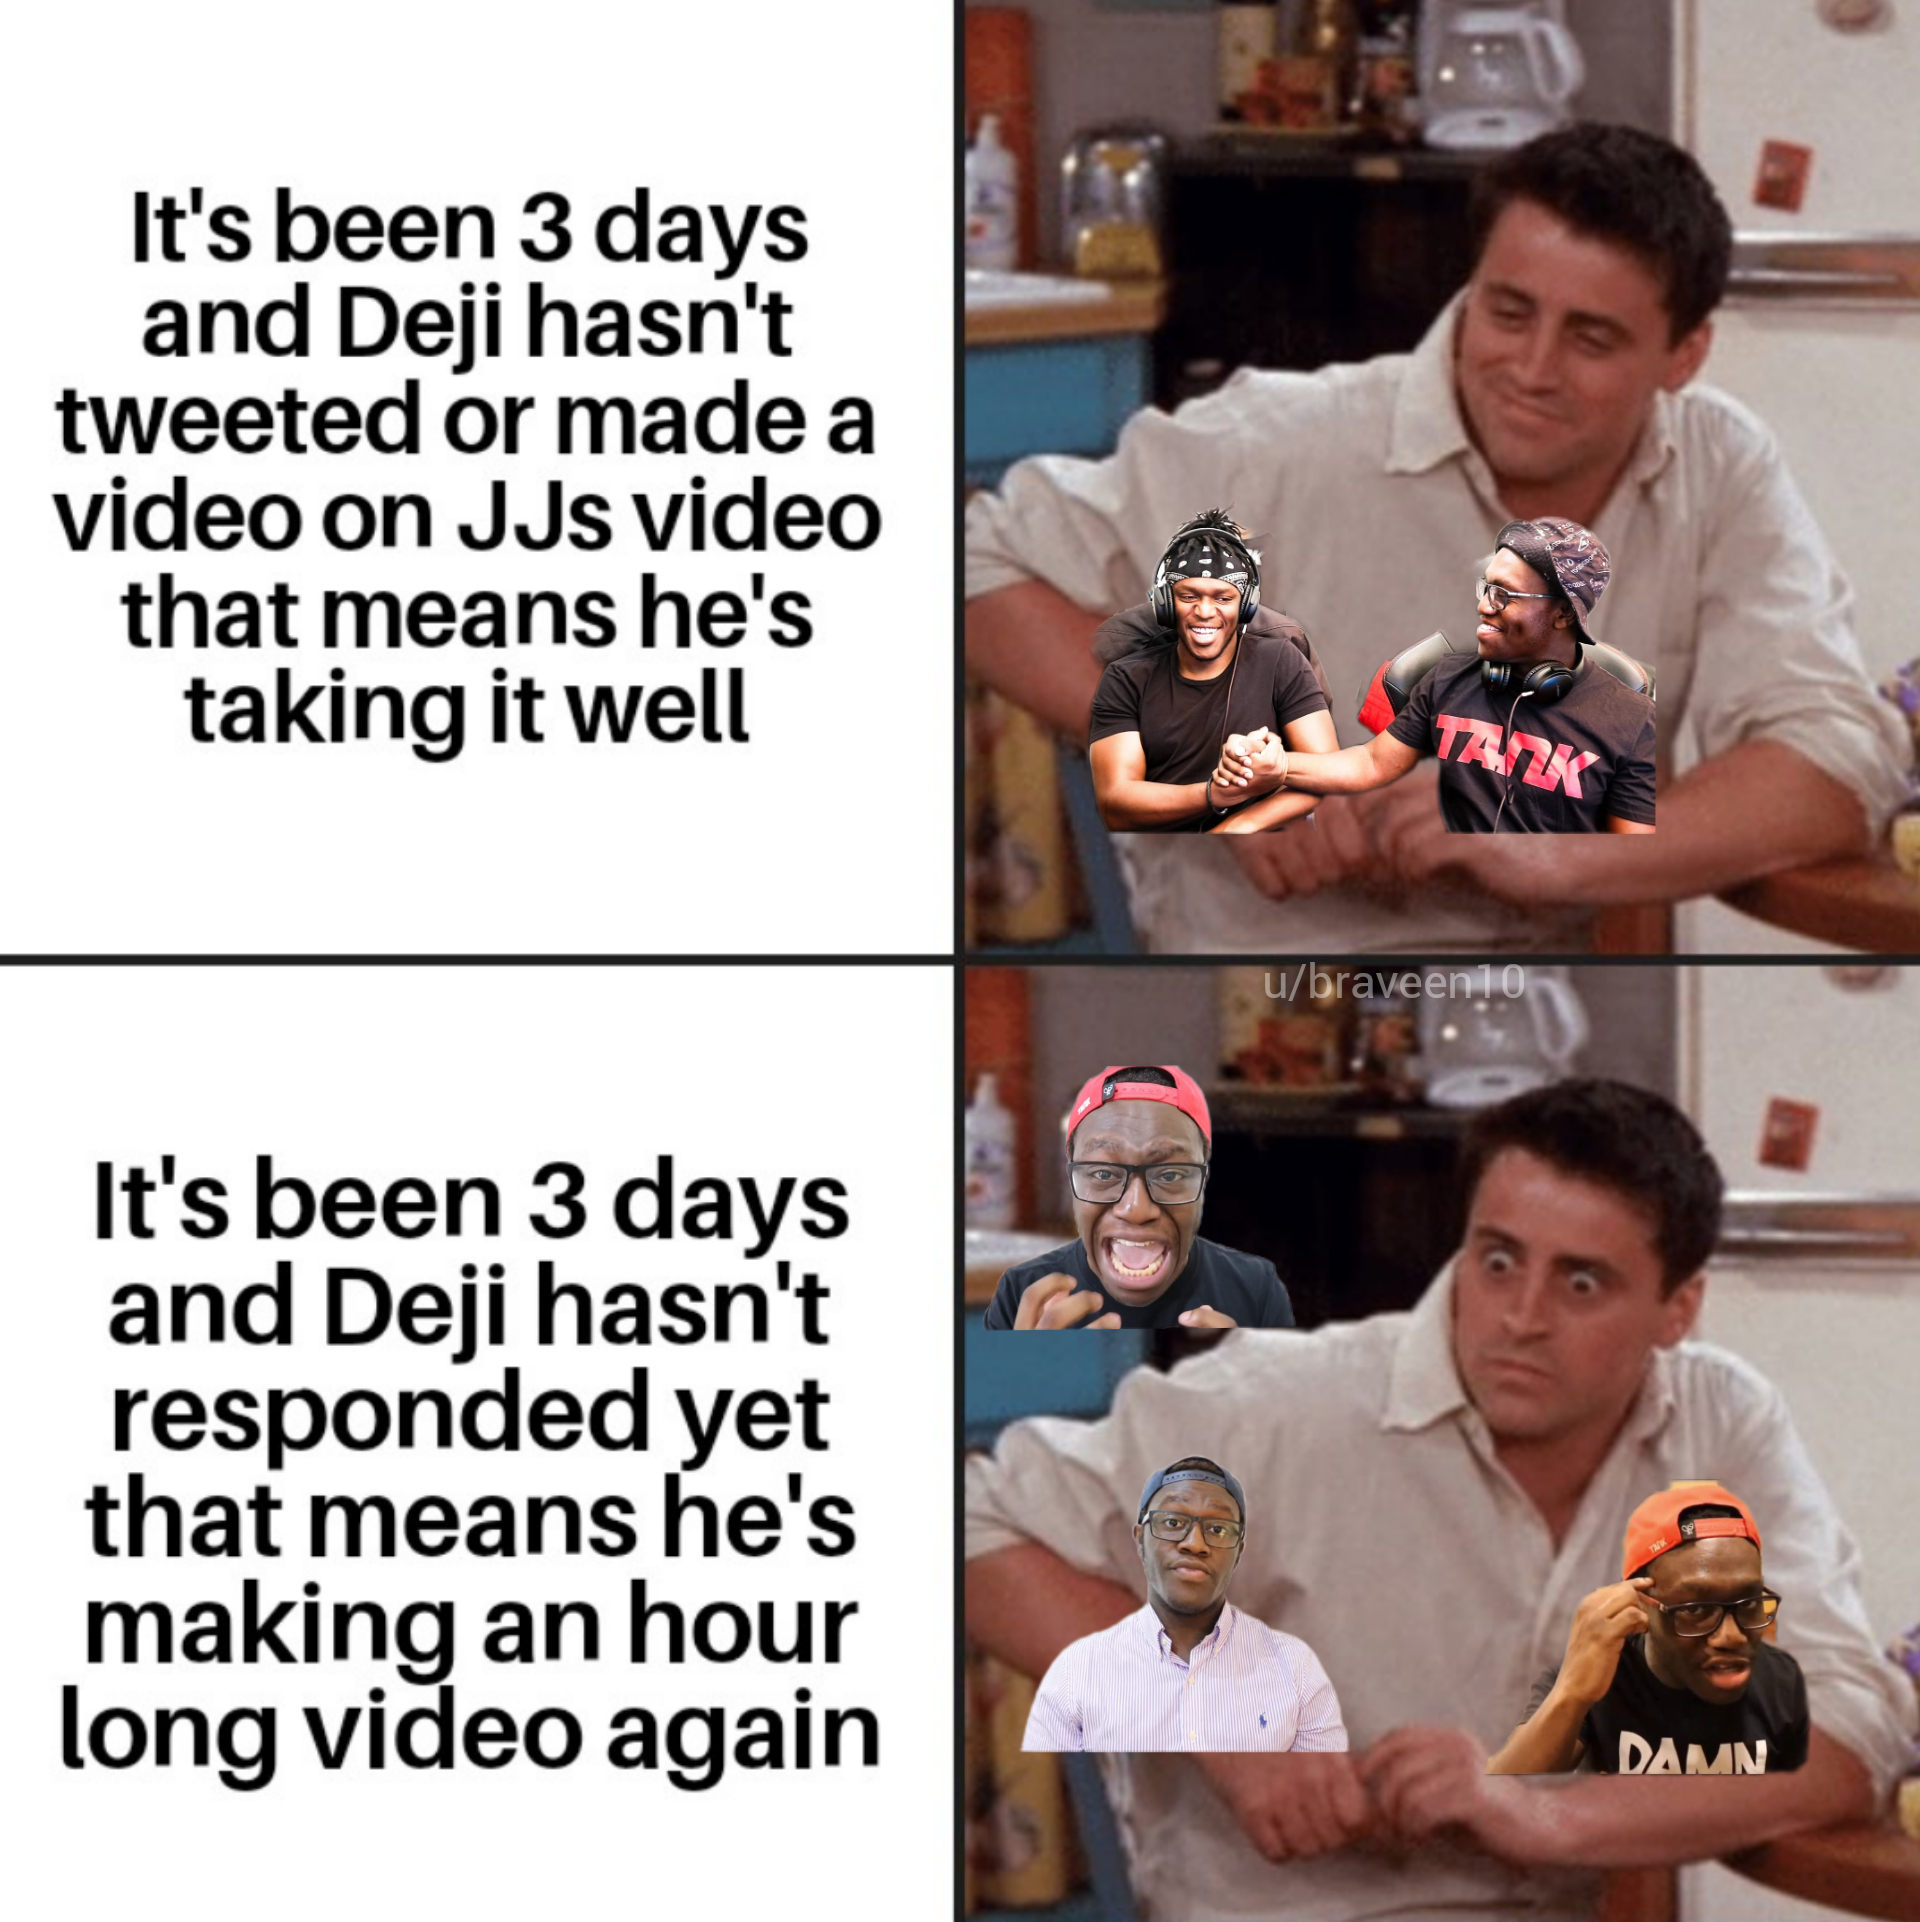 It's been 3 days
and Deji hasn't
tweeted or made a
video on JJs video
that means he's
taking it well
TANK
u/braveen10
It's been 3 days
and Deji hasn't
responded yet
that means he's
making an hour
long video again
DAMN